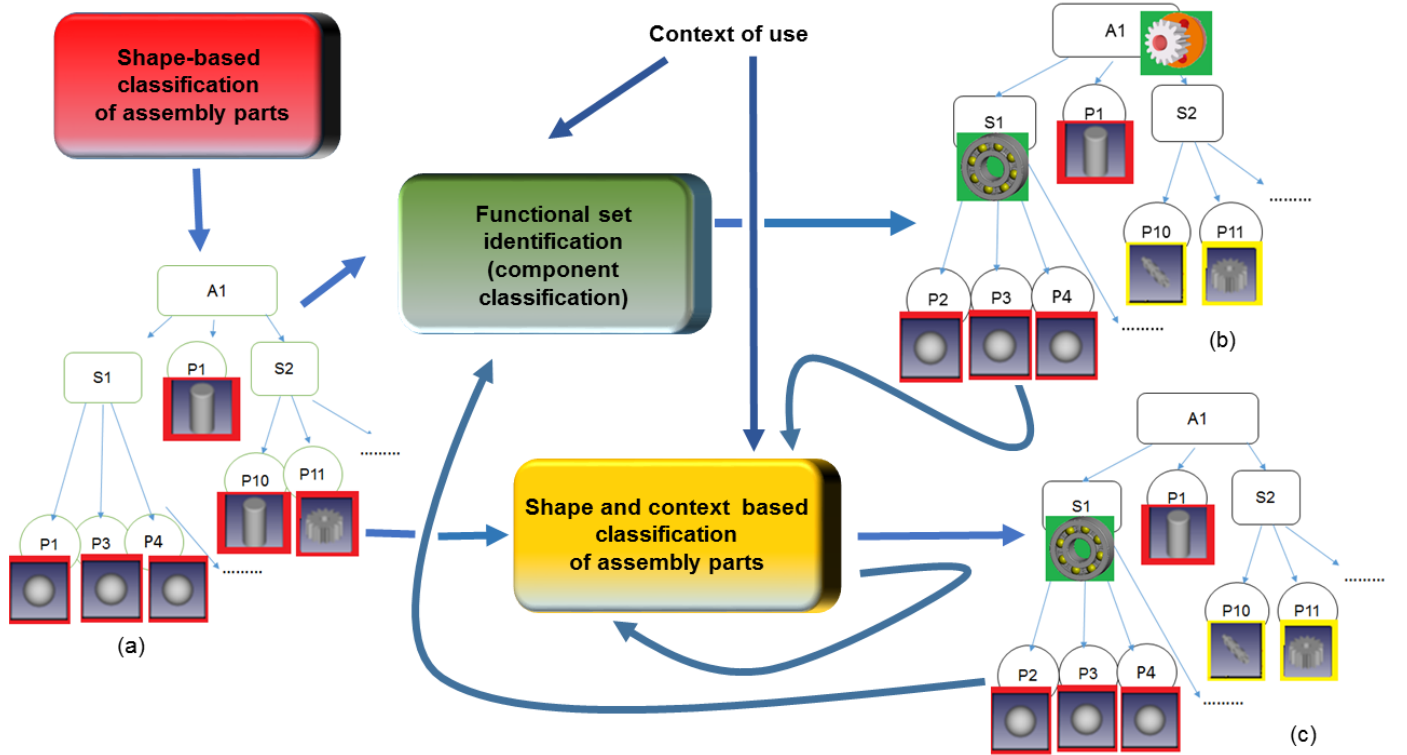 Shape-based
classification
of assembly parts
Context of use
Functional set
identification
(component
classification)
Shape and context based
classification
of assembly parts
A1
S1
P1
S2
P10
P11
.........
P1
P3
P4
.........
(a)
A1
S1
P1
S2
.........
P10
P11
P2
P3
P4
.........
(b)
A1
S1
P1
S2
.........
P10
P11
P2
P3
P4
.........
(c)